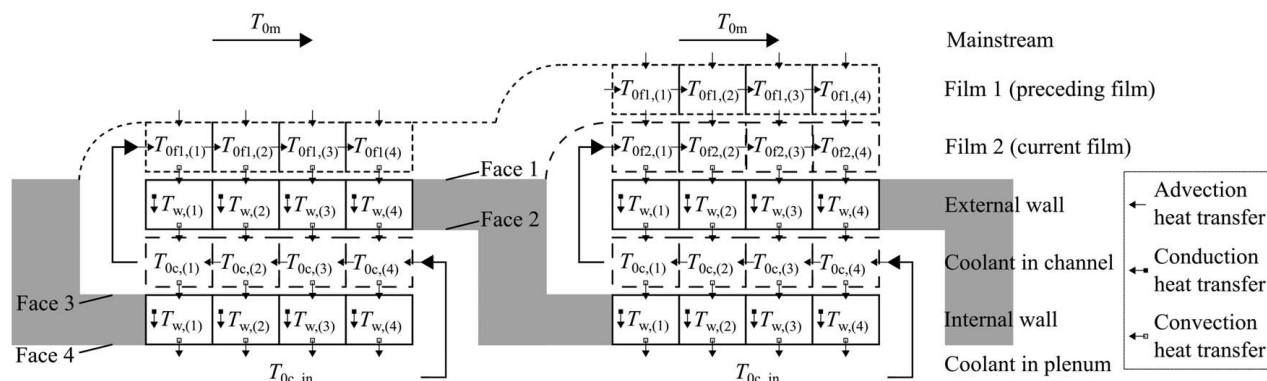 T0m T0m Mainstream
T0f1,(1) T0f1,(2) T0f1,(3) T0f1,(4) Film 1 (preceding film)
T0f1,(1) T0f1,(2) T0f1,(3) T0f1(4) T0f2,(1) T0f2,(2) T0f2,(3) T0f2,(4) Film 2 (current film)
Face 1
Tw,(1) Tw,(2) Tw,(3) Tw,(4) Tw,(1) Tw,(2) Tw,(3) Tw,(4) External wall
Face 2
T0c,(1) T0c,(2) T0c,(3) T0c,(4) T0c,(1) T0c,(2) T0c,(3) T0c,(4) Coolant in channel
Face 3
Tw,(1) Tw,(2) Tw,(3) Tw,(4) Tw,(1) Tw,(2) Tw,(3) Tw,(4) Internal wall
Face 4
T0c, in Coolant in plenum
Advection
heat transfer
Conduction
heat transfer
Convection
heat transfer